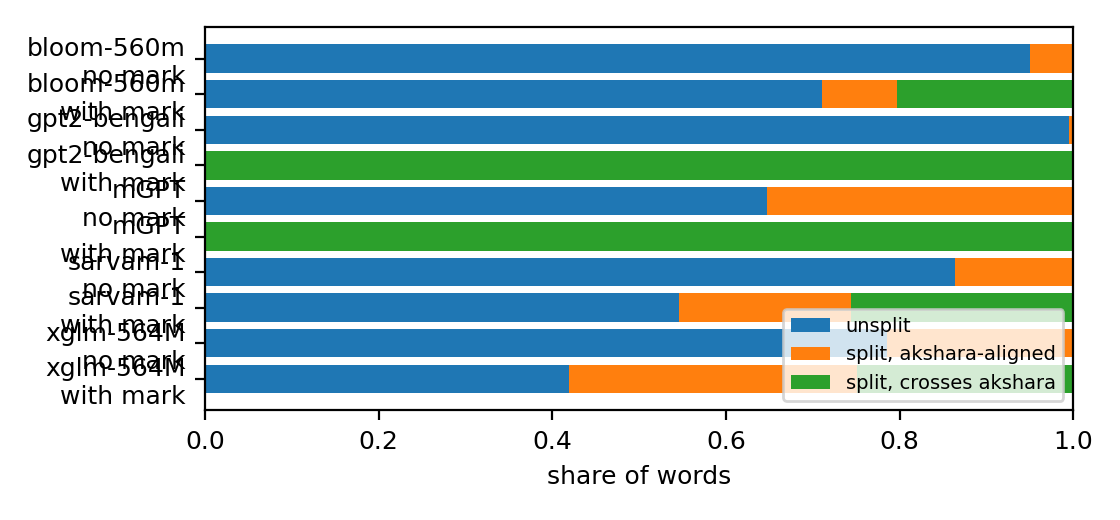 bloom-560m
no mark
bloom-560m
with mark
gpt2-bengali
no mark
gpt2-bengali
with mark
mGPT
no mark
mGPT
with mark
sarvam-1
no mark
sarvam-1
with mark
xglm-564M
no mark
xglm-564M
with mark
unsplit
split, akshara-aligned
split, crosses akshara
0.0 0.2 0.4 0.6 0.8 1.0
share of words